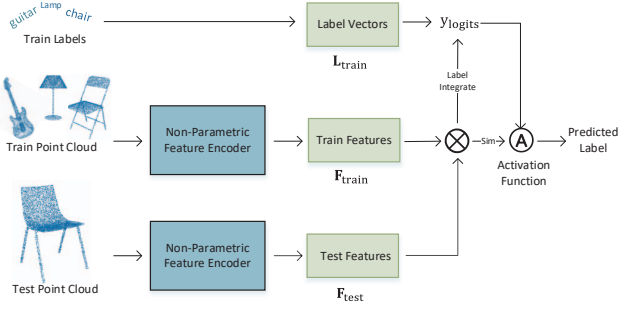 guitar Lamp chair
Train Labels
Label Vectors
L_train
y_logits
Label
Integrate
Train Point Cloud
Non-Parametric
Feature Encoder
Train Features
F_train
Sim
A
Activation
Function
Predicted
Label
Test Point Cloud
Non-Parametric
Feature Encoder
Test Features
F_test